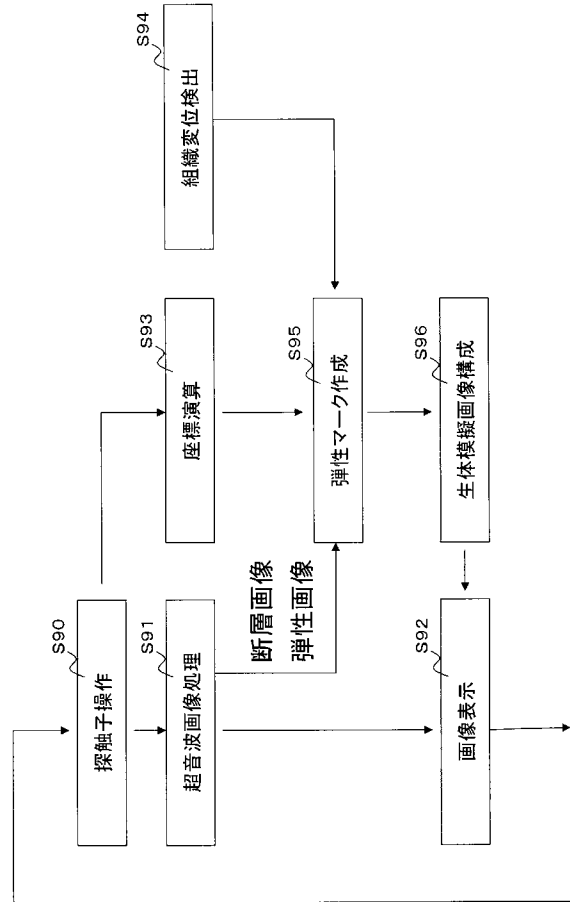 S90
探触子操作
S91
超音波画像処理
断層画像
弾性画像
S92
画像表示
S93
座標演算
S94
組織変位検出
S95
弾性マーク作成
S96
生体模擬画像構成